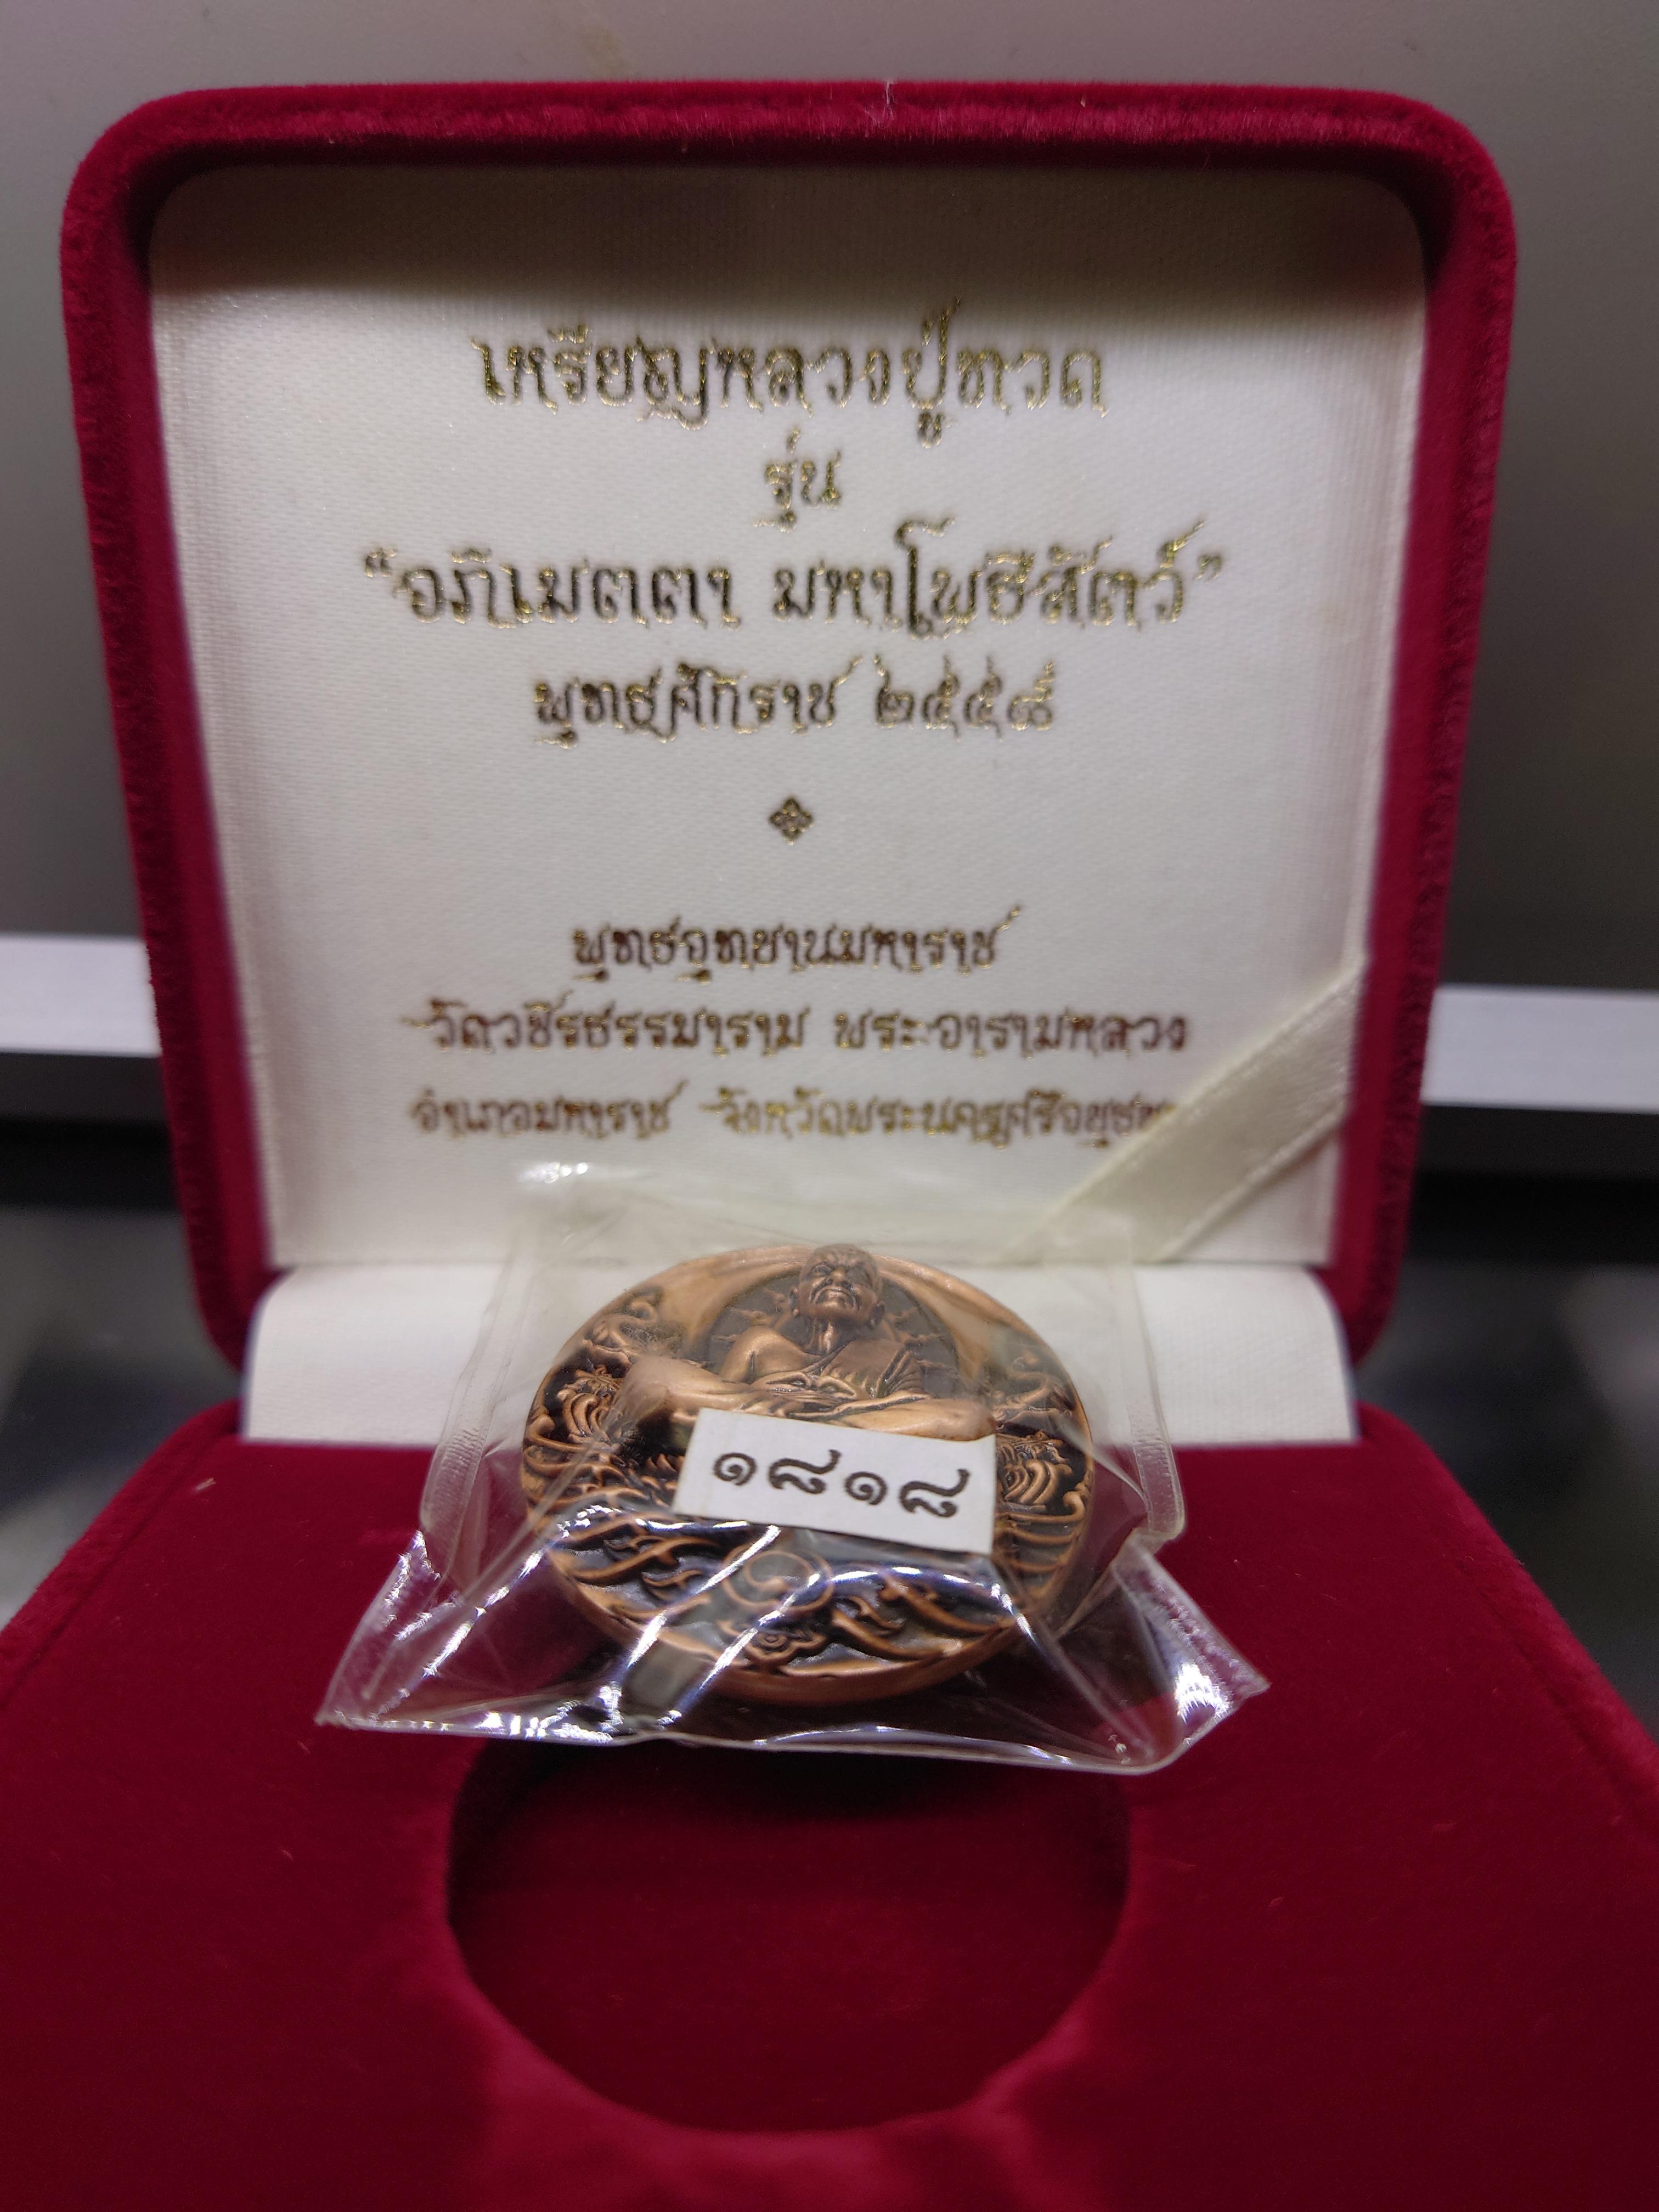 เหรียญหลวงปู่ทวด
รุ่น
“อภิเมตตา มหาโพธิสัตว์”
พุทธศักราช ๒๕๕๘
พุทธอุทยานมหาราช
วัดวชิรธรรมาราม พระอารามหลวง
อำเภอมหาราช จังหวัดพระนครศรีอยุธยา
๑๘๑๘